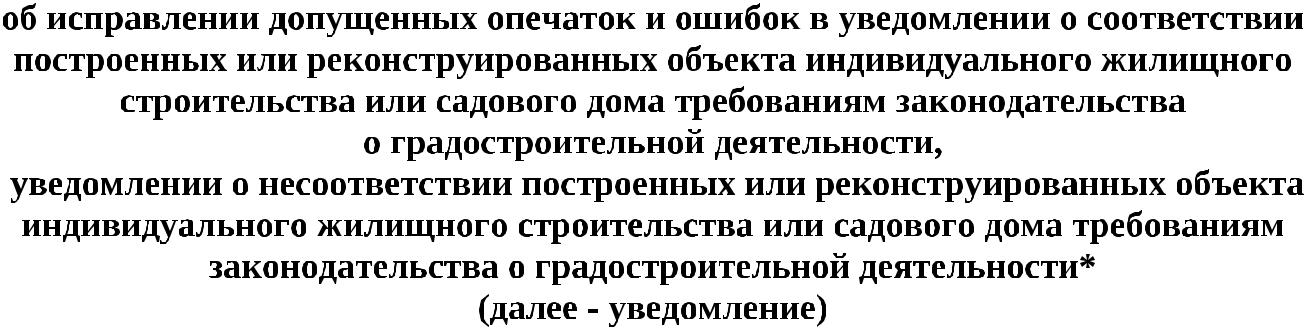 об исправлении допущенных опечаток и ошибок в уведомлении о соответствии
построенных или реконструированных объекта индивидуального жилищного
строительства или садового дома требованиям законодательства
о градостроительной деятельности,
уведомлении о несоответствии построенных или реконструированных объекта
индивидуального жилищного строительства или садового дома требованиям
законодательства о градостроительной деятельности*
(далее - уведомление)